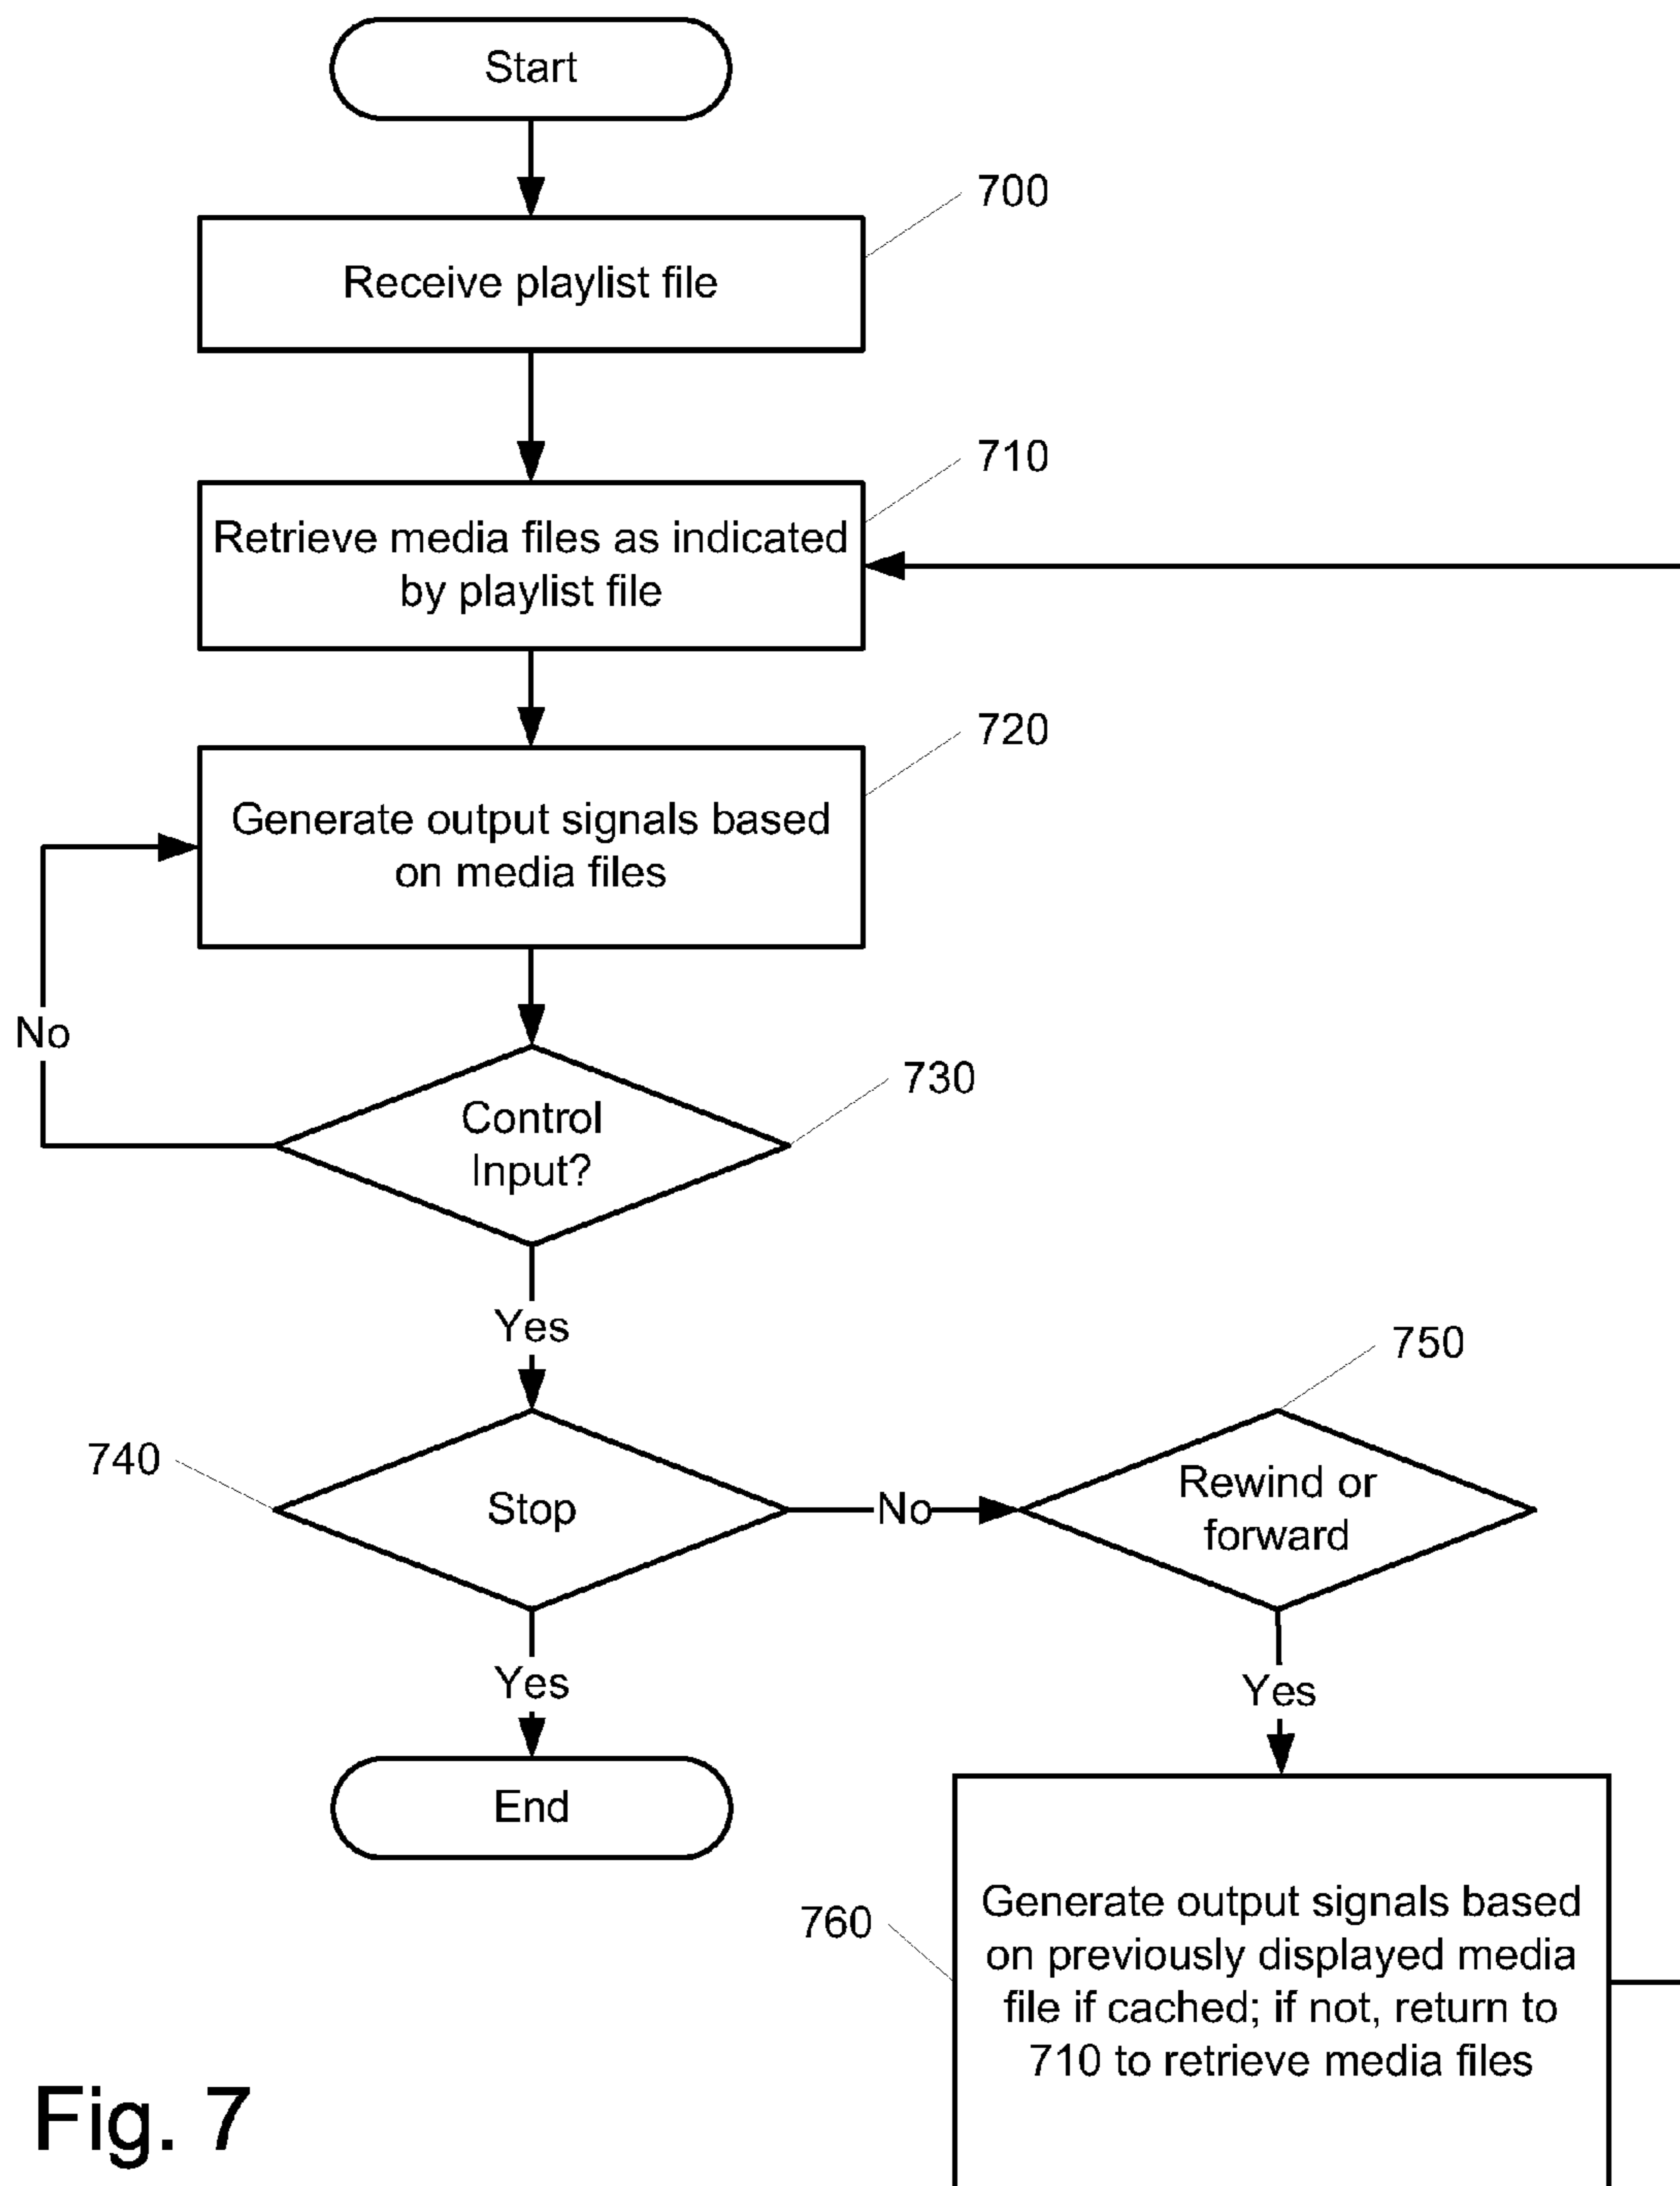 Start
700
Receive playlist file
710
Retrieve media files as indicated
by playlist file
720
Generate output signals based
on media files
No
730
Control
Input?
Yes
740
Stop
No
750
Rewind or
forward
Yes
End
Yes
760
Generate output signals based
on previously displayed media
file if cached; if not, return to
710 to retrieve media files
Fig. 7